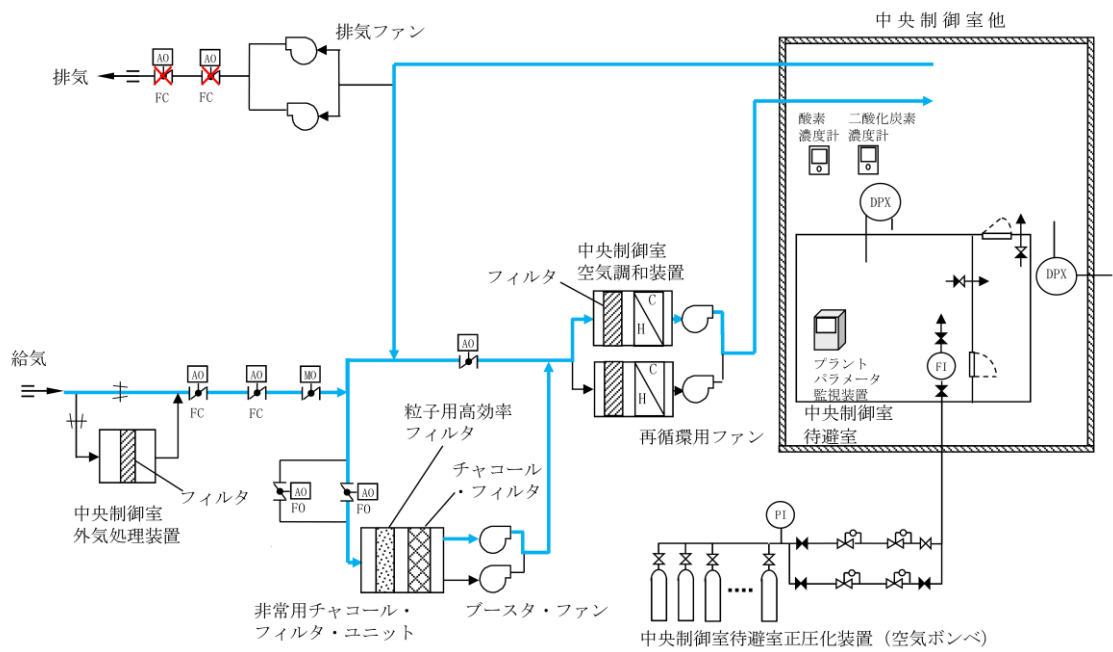 中央制御室他
排気ファン
AO
AO
排気
FC
FC
酸素
濃度計
二酸化炭素
濃度計
DPX
DPX
中央制御室
空気調和装置
フィルタ
C
H
C
H
AO
給気
AO
AO
MO
FC
FC
FI
プラント
パラメータ
監視装置
中央制御室
待避室
再循環用ファン
粒子用高効率
フィルタ
チャコール
・フィルタ
AO
FO
AO
FO
フィルタ
中央制御室
外気処理装置
PI
非常用チャコール・
フィルタ・ユニット
ブースタ・ファン
中央制御室待避室正圧化装置（空気ボンベ）